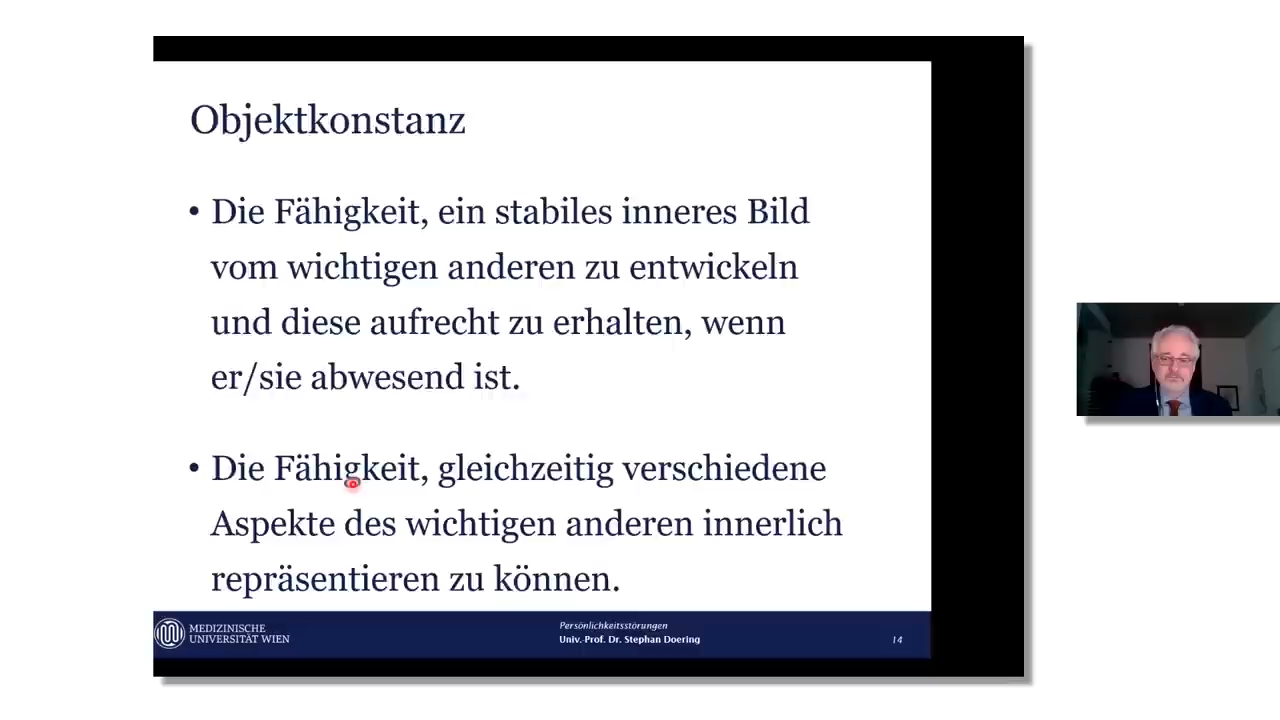 Objektkonstanz
• Die Fähigkeit, ein stabiles inneres Bild
vom wichtigen anderen zu entwickeln
und diese aufrecht zu erhalten, wenn
er/sie abwesend ist.
• Die Fähigkeit, gleichzeitig verschiedene
Aspekte des wichtigen anderen innerlich
repräsentieren zu können.
MEDIZINISCHE
UNIVERSITÄT WIEN
Persönlichkeitsstörungen
Univ.-Prof. Dr. Stephan Doering
14